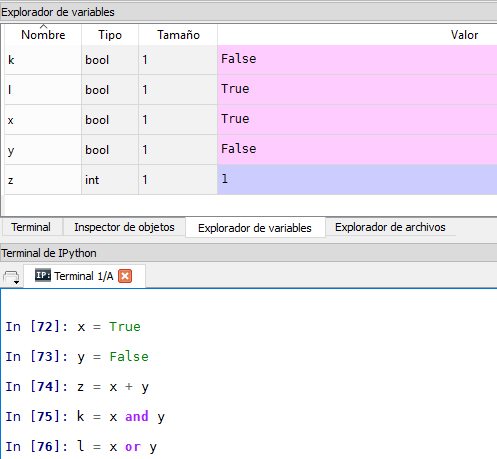 Explorador de variables
Nombre Tipo Tamaño Valor
k bool 1 False
l bool 1 True
x bool 1 True
y bool 1 False
z int 1 1
Terminal Inspector de objetos Explorador de variables Explorador de archivos
Terminal de IPython
IP: Terminal 1/A
In [72]: x = True
In [73]: y = False
In [74]: z = x + y
In [75]: k = x and y
In [76]: l = x or y